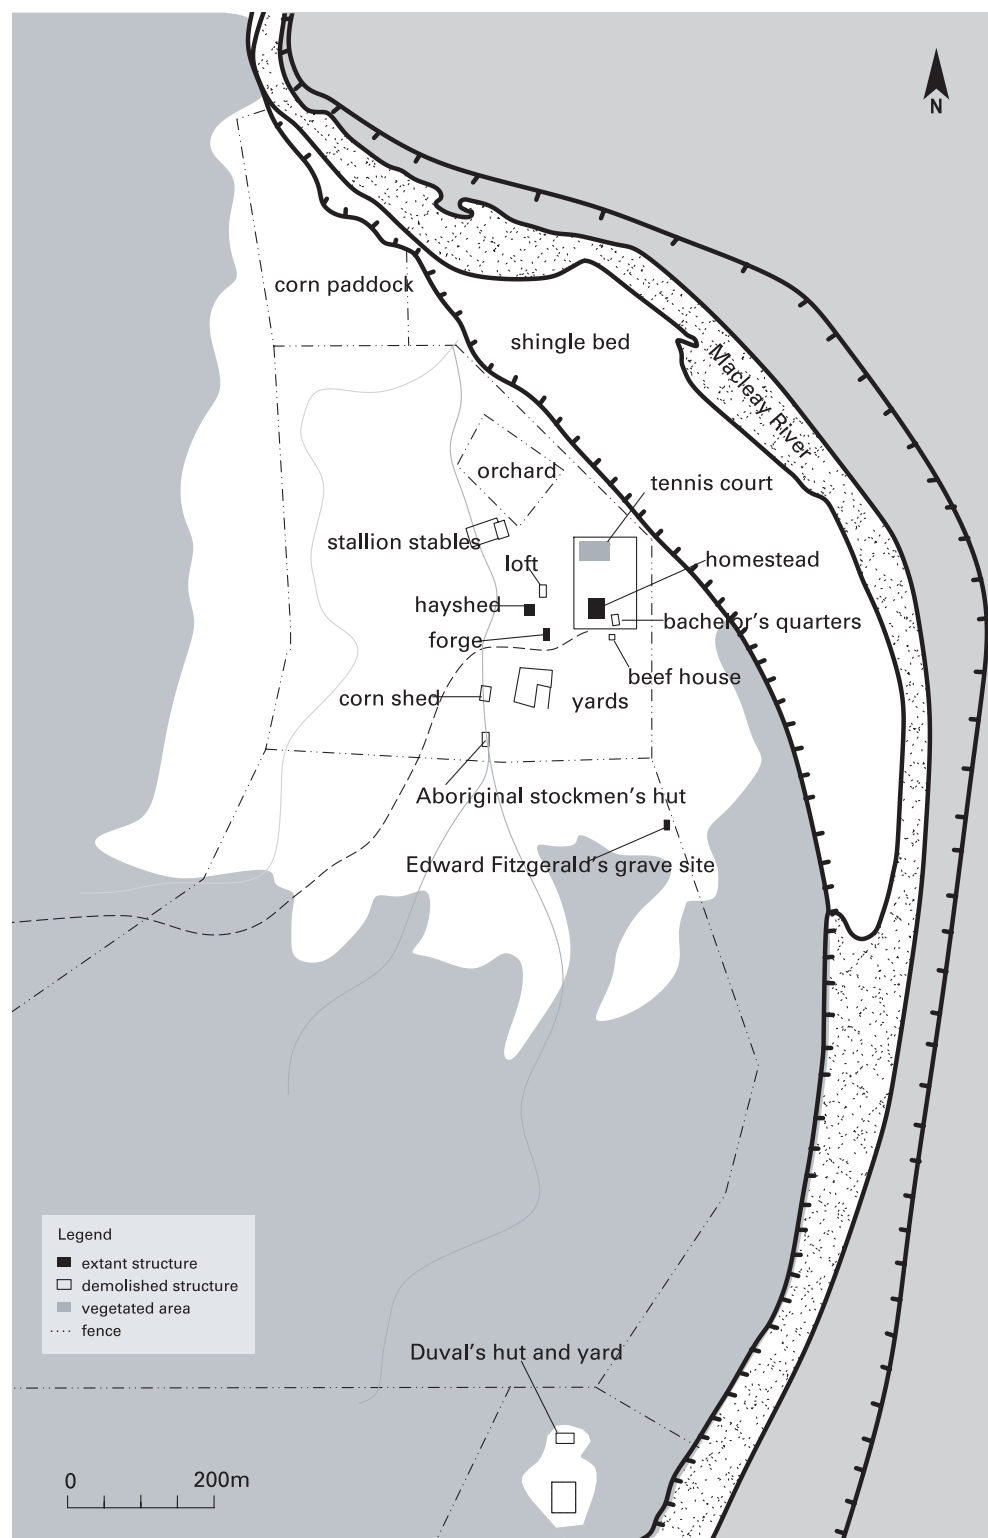 N
corn paddock
shingle bed
Macleay River
orchard
tennis court
stallion stables
loft
homestead
hayshed
bachelor's quarters
forge
beef house
corn shed
yards
Aboriginal stockmen's hut
Edward Fitzgerald's grave site
Legend
extant structure
demolished structure
vegetated area
fence
Duval's hut and yard
0 200m